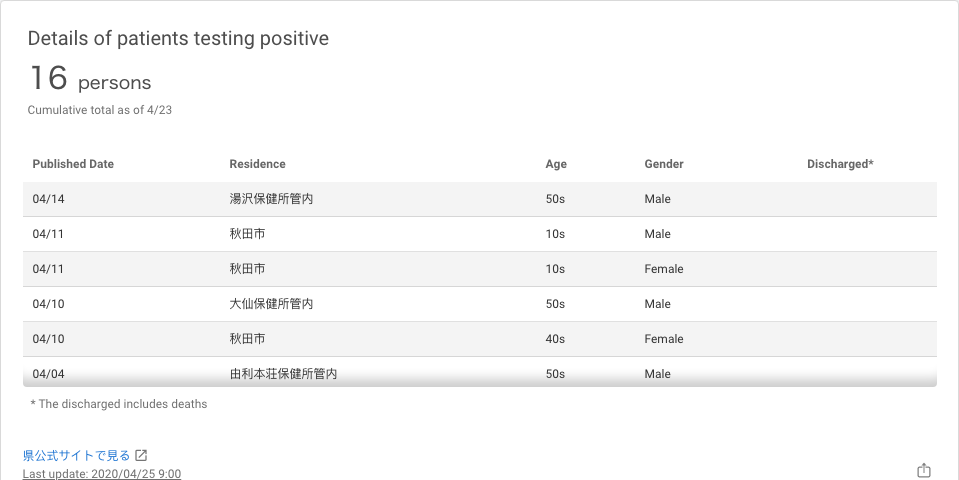 Details of patients testing positive
16 persons
Cumulative total as of 4/23
Published Date Residence Age Gender Discharged*
04/14 湯沢保健所管内 50s Male
04/11 秋田市 10s Male
04/11 秋田市 10s Female
04/10 大仙保健所管内 50s Male
04/10 秋田市 40s Female
04/04 由利本荘保健所管内 50s Male
* The discharged includes deaths
県公式サイトで見る
Last update: 2020/04/25 9:00